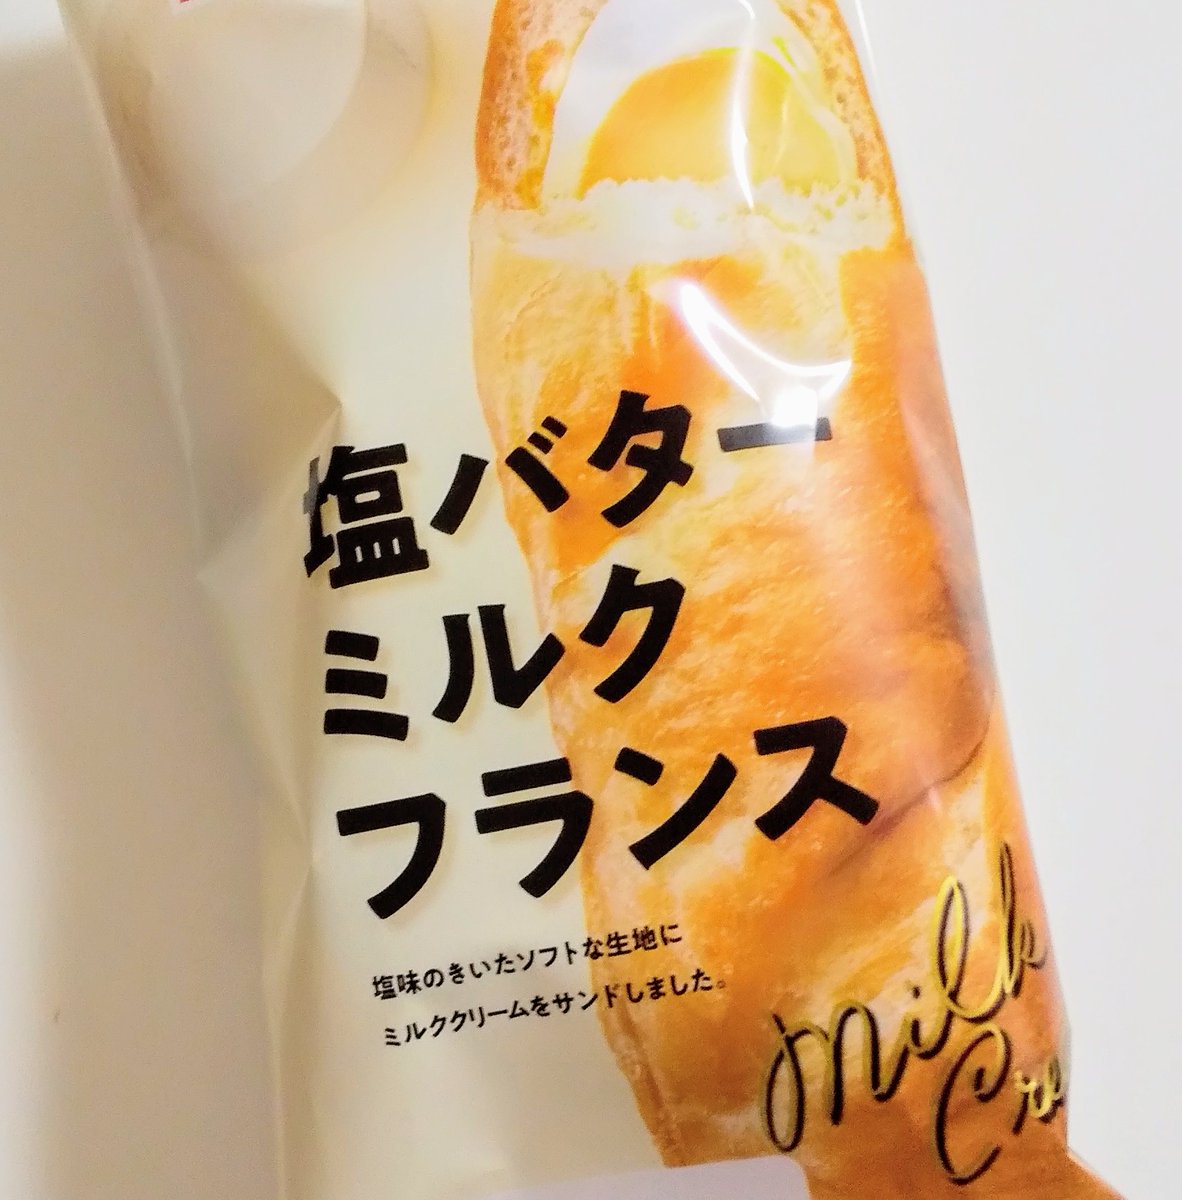 塩バター
ミルク
フランス
塩味のきいたソフトな生地に
ミルククリームをサンドしました。
Milk